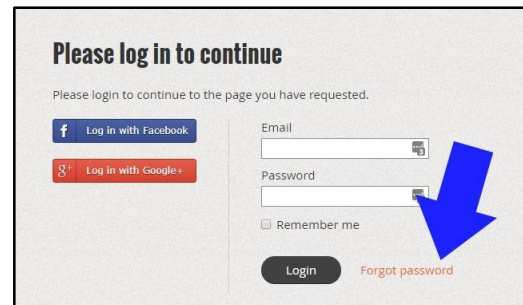 Please log in to continue
Please login to continue to the page you have requested.
f Log in with Facebook
g+ Log in with Google+
Email
Password
Remember me
Login
Forgot password